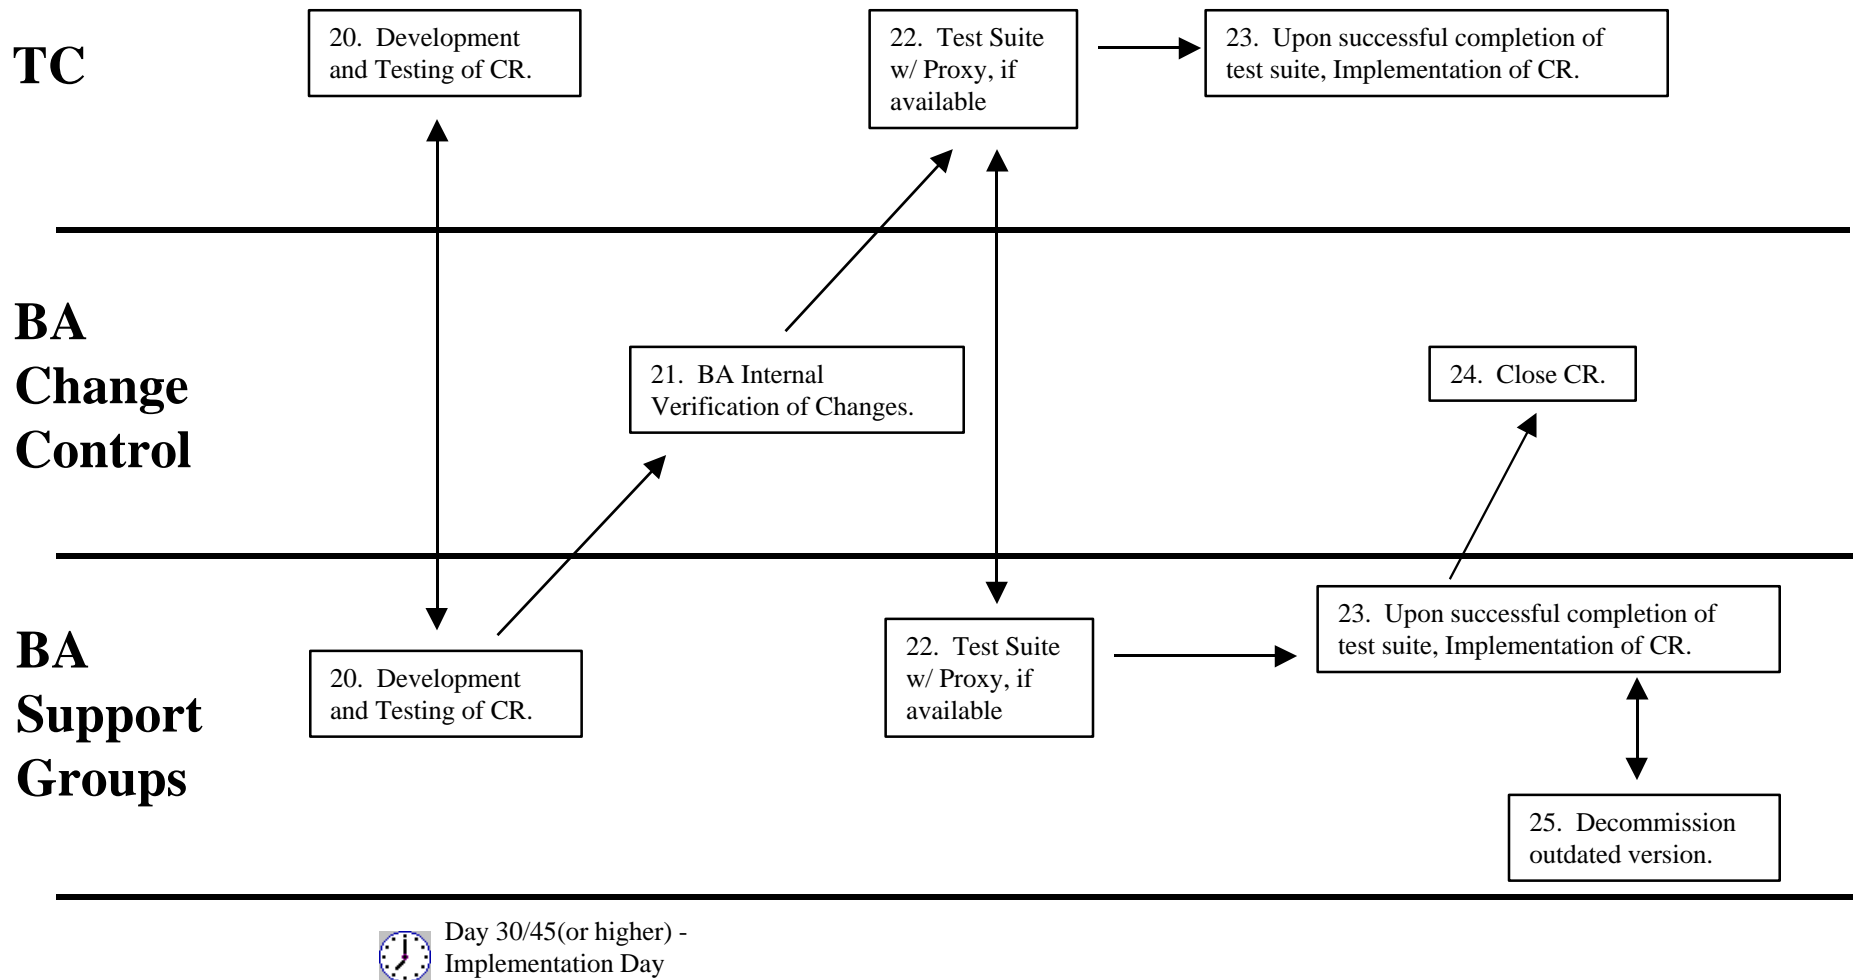 TC
20. Development
and Testing of CR.
22. Test Suite
w/ Proxy, if
available
23. Upon successful completion of
test suite, Implementation of CR.
BA
Change
Control
21. BA Internal
Verification of Changes.
24. Close CR.
BA
Support
Groups
20. Development
and Testing of CR.
22. Test Suite
w/ Proxy, if
available
23. Upon successful completion of
test suite, Implementation of CR.
25. Decommission
outdated version.
Day 30/45(or higher) -
Implementation Day